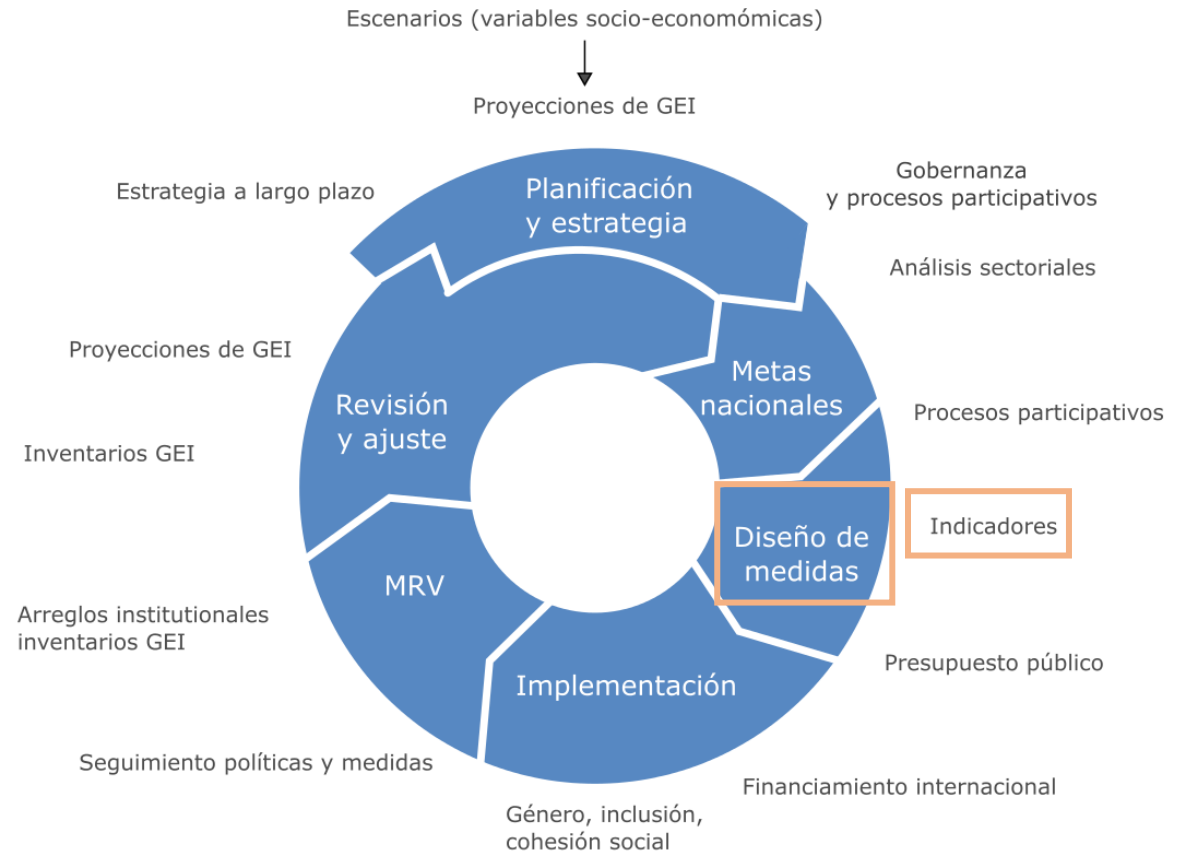 Escenarios (variables socio-económicas)
Proyecciones de GEI
Estrategia a largo plazo
Planificación
y estrategia
Gobernanza
y procesos participativos
Análisis sectoriales
Proyecciones de GEI
Metas
nacionales
Revisión
y ajuste
Procesos participativos
Inventarios GEI
Diseño de
medidas
Indicadores
MRV
Arreglos institutionales
inventarios GEI
Presupuesto público
Implementación
Seguimiento políticas y medidas
Financiamiento internacional
Género, inclusión,
cohesión social